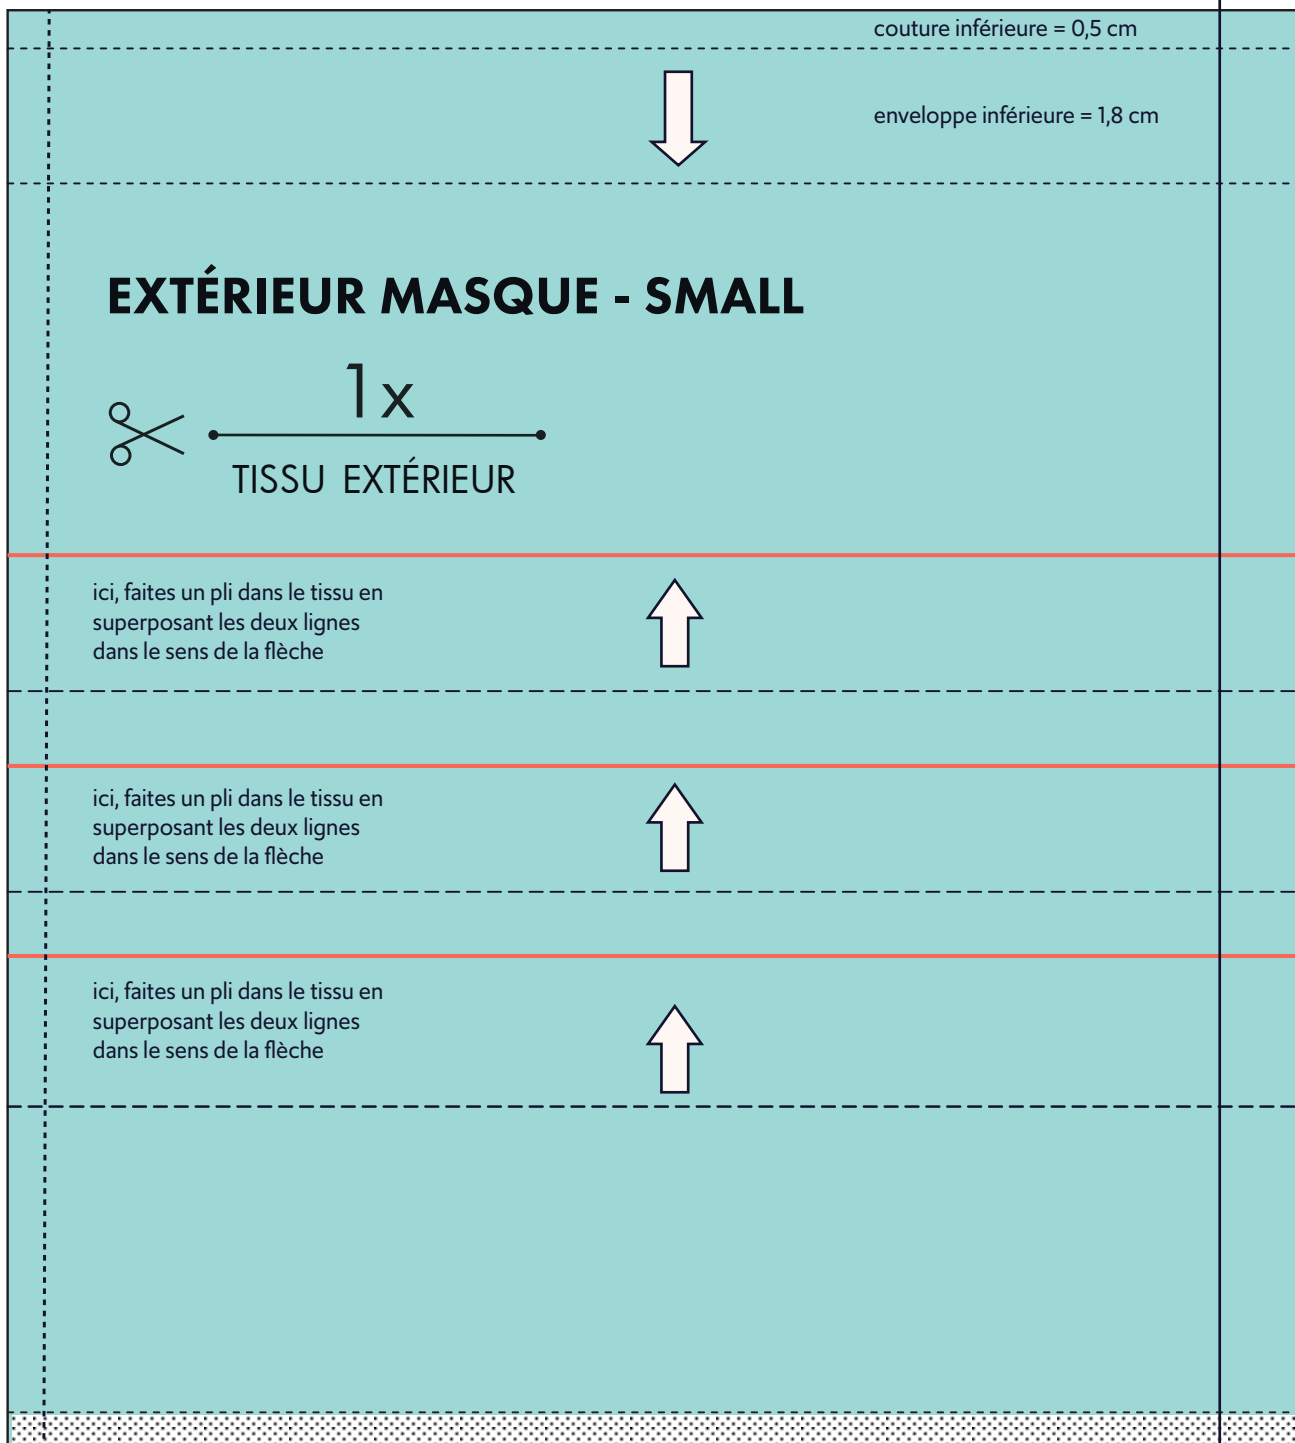 couture inférieure = 0,5 cm
enveloppe inférieure = 1,8 cm
EXTÉRIEUR MASQUE - SMALL
1x
TISSU EXTÉRIEUR
ici, faites un pli dans le tissu en
superposant les deux lignes
dans le sens de la flèche
ici, faites un pli dans le tissu en
superposant les deux lignes
dans le sens de la flèche
ici, faites un pli dans le tissu en
superposant les deux lignes
dans le sens de la flèche